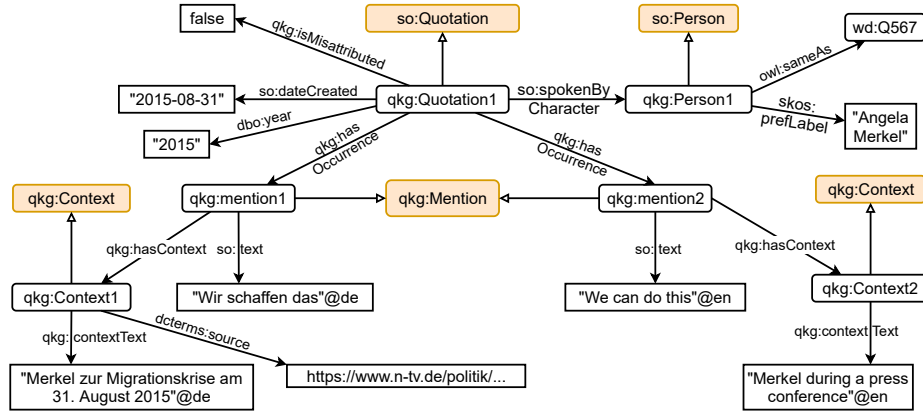 false
qkg:isMisattributed
so:Quotation
so:Person
wd:Q567
owl:sameAs
"2015-08-31"
so:dateCreated
qkg:Quotation1
so:spokenBy
Character
qkg:Person1
skos:
prefLabel
"Angela
Merkel"
"2015"
dbo:year
qkg:has
Occurrence
qkg:has
Occurrence
qkg:Context
qkg:mention1
qkg:Mention
qkg:mention2
qkg:Context
qkg:hasContext
so: text
so: text
qkg:hasContext
qkg:Context1
"Wir schaffen das"@de
"We can do this"@en
qkg:Context2
qkg: contextText
dcterms:source
qkg:context Text
"Merkel zur Migrationskrise am
31. August 2015"@de
https://www.n-tv.de/politik/...
"Merkel during a press
conference"@en